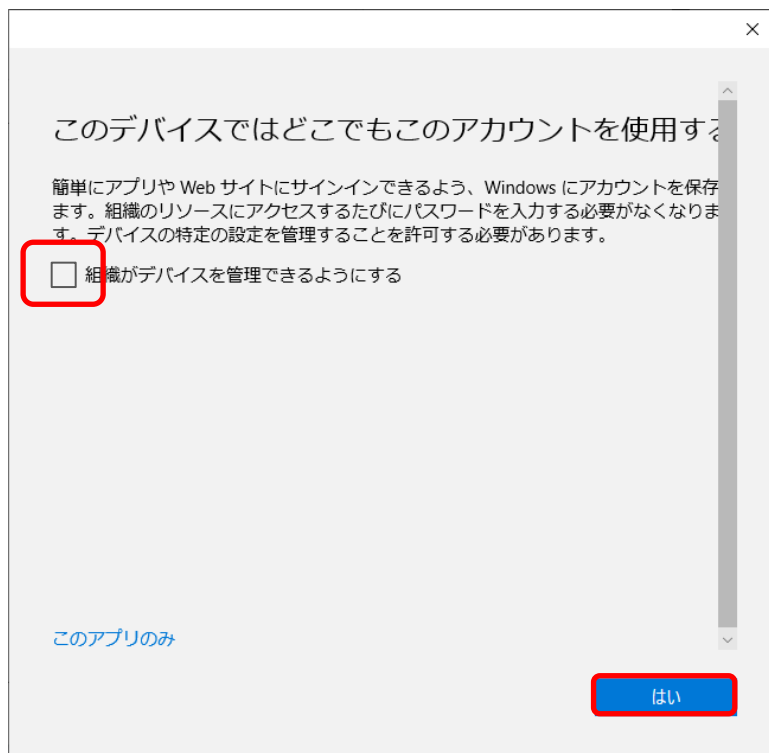 このデバイスではどこでもこのアカウントを使用する
簡単にアプリや Web サイトにサインインできるよう、Windows にアカウントを保存
ます。組織のリソースにアクセスするたびにパスワードを入力する必要がなくなりま
す。デバイスの特定の設定を管理することを許可する必要があります。
組織がデバイスを管理できるようにする
このアプリのみ
はい